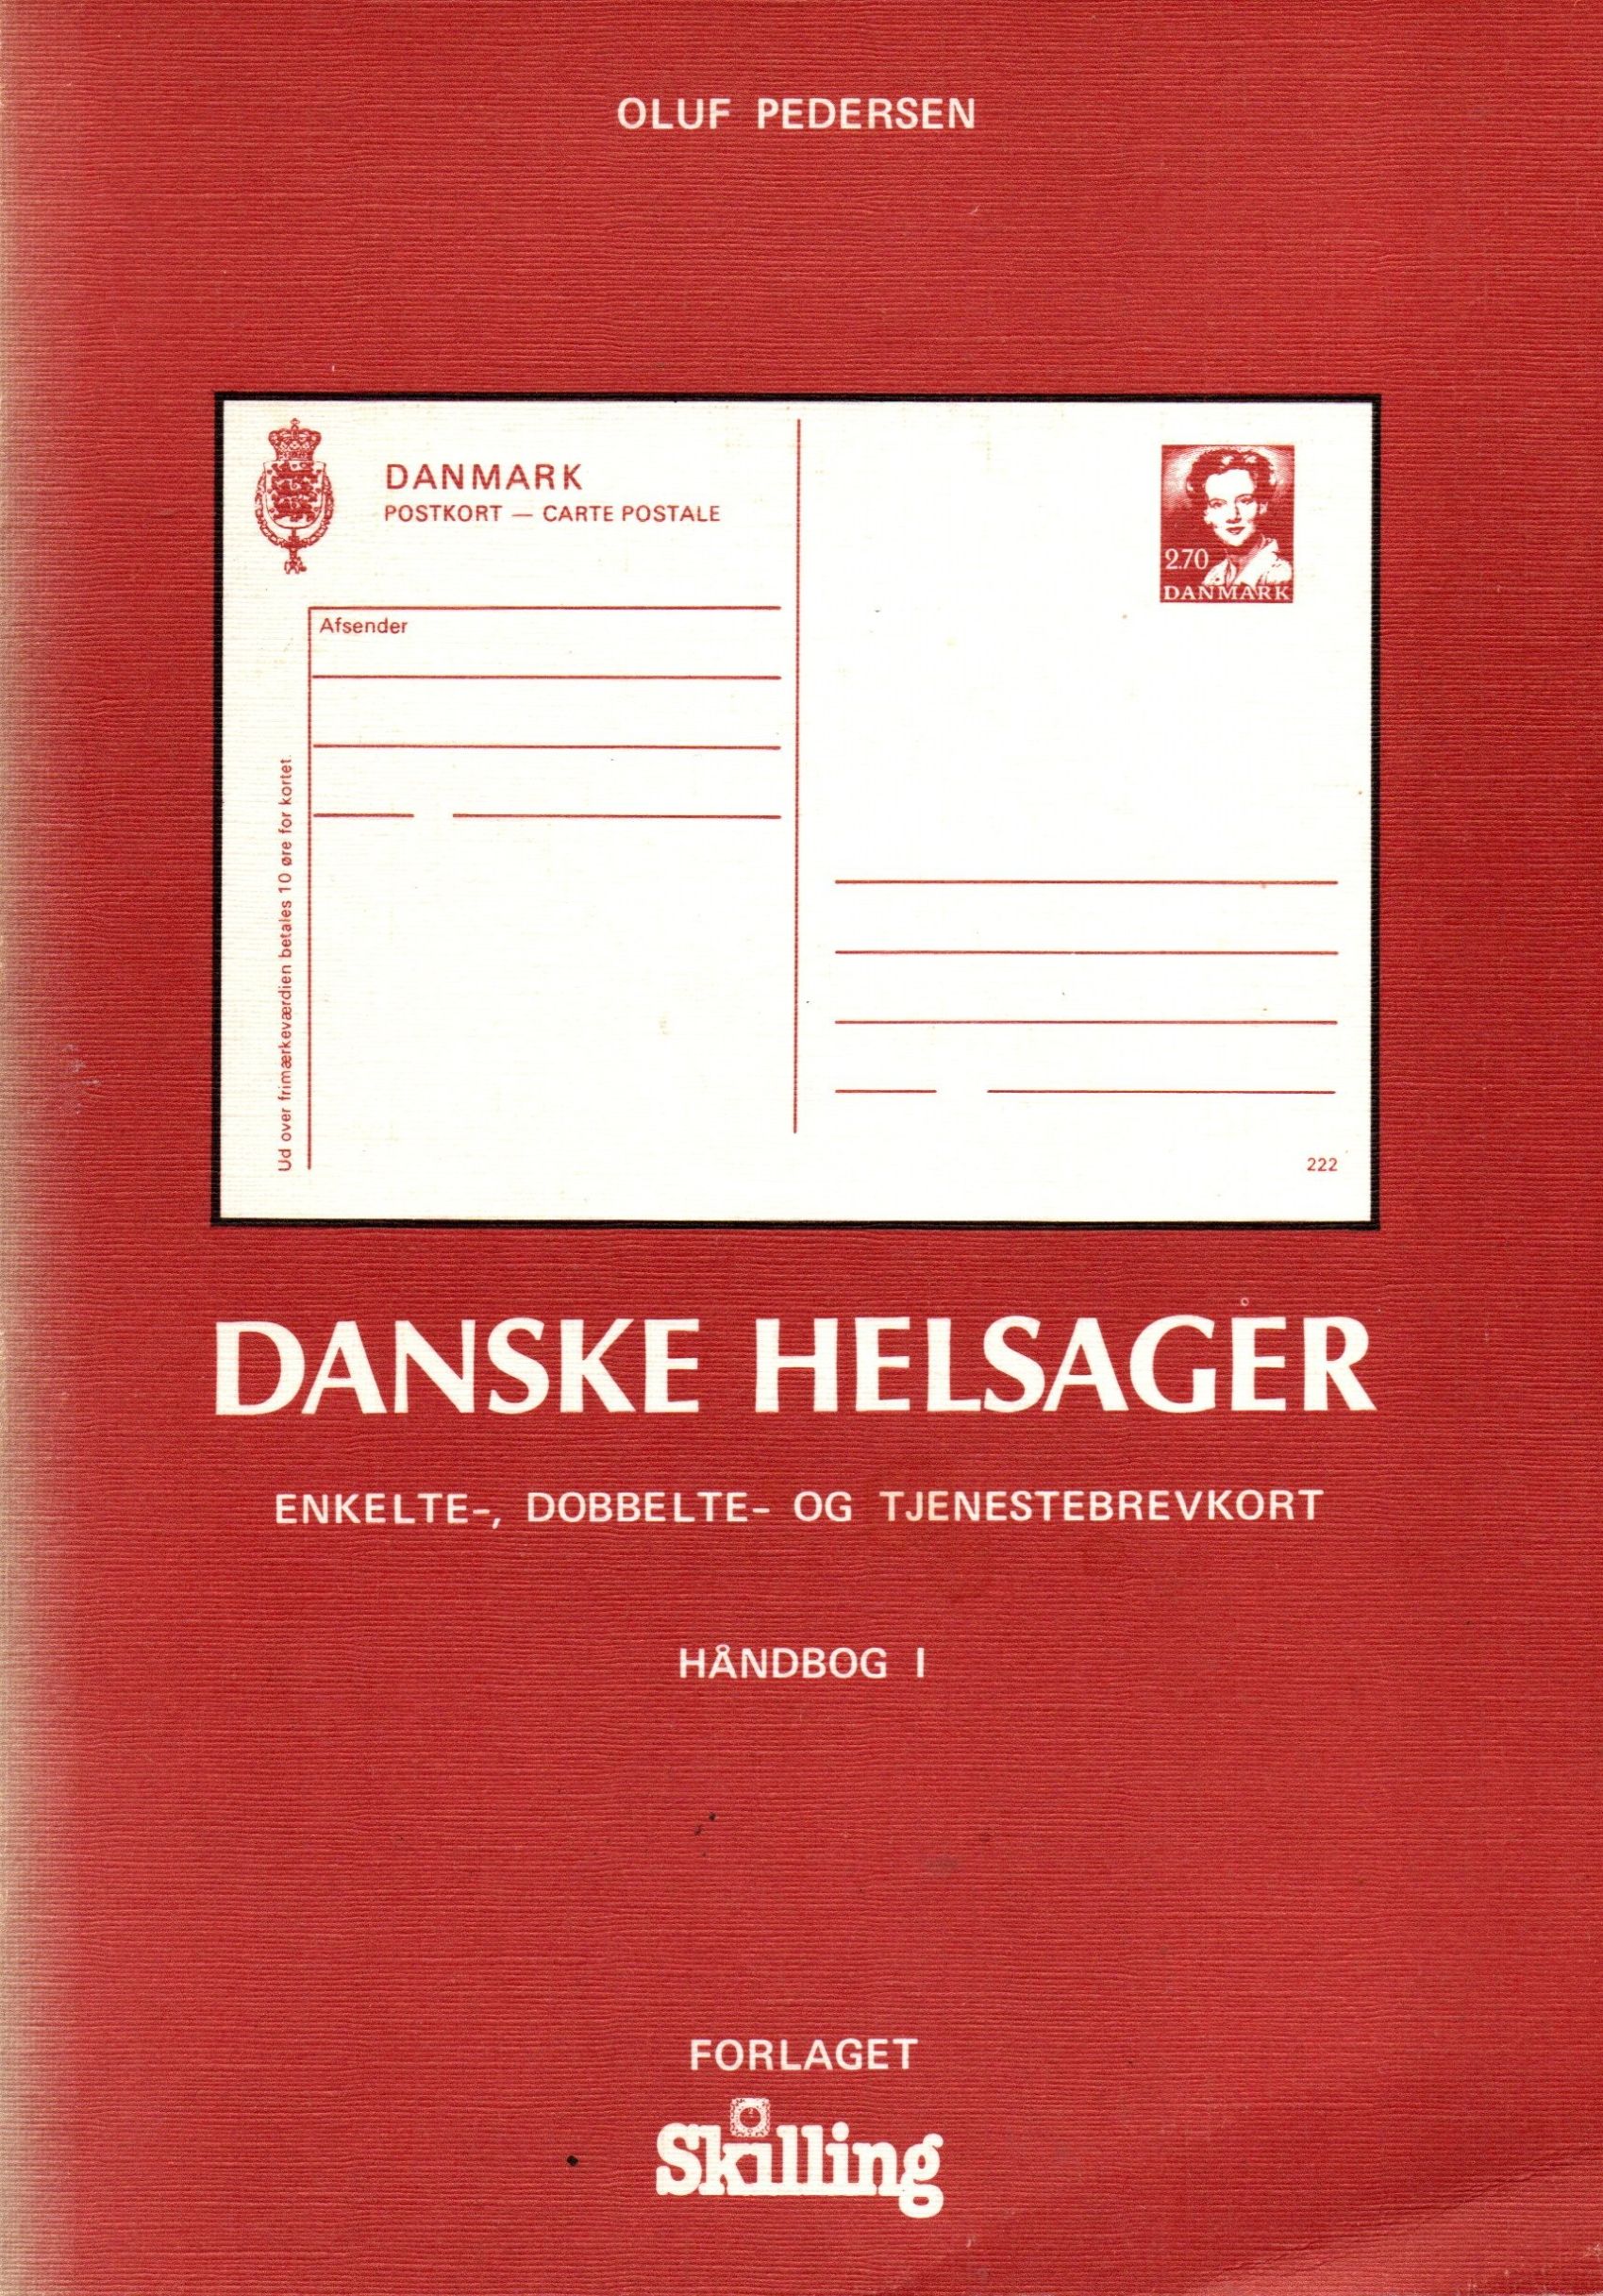 OLUF PEDERSEN
DANMARK
POSTKORT — CARTE POSTALE
2.70
DANMARK
Afsender
Ud over frimærkeværdien betales 10 øre for kortet.
222
DANSKE HELSAGER
ENKELTE-, DOBBELTE- OG TJENESTEBREVKORT
HÅNDBOG I
FORLAGET
Skilling